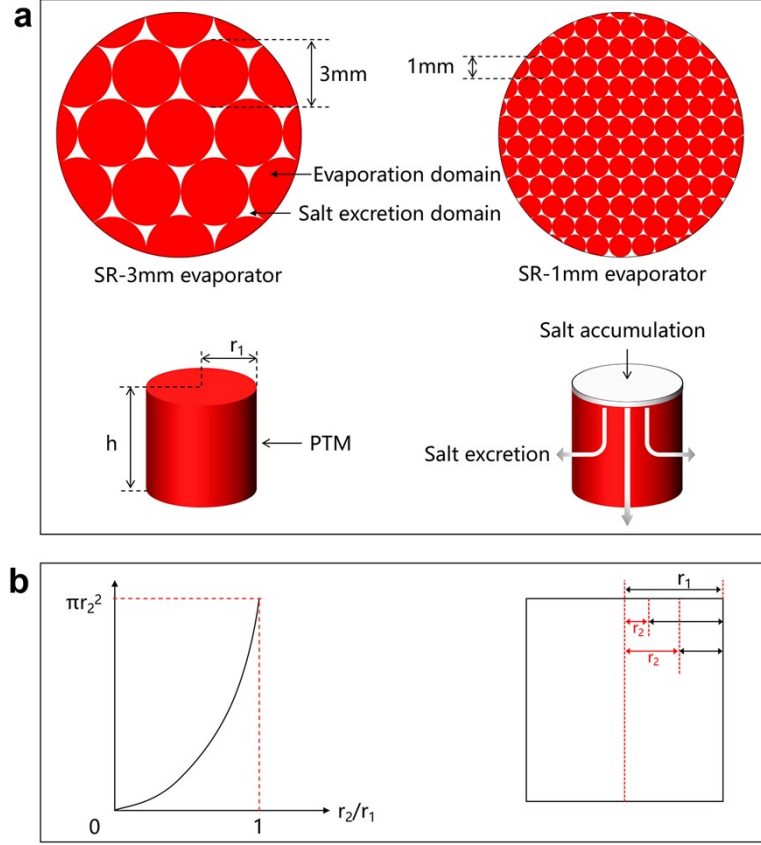 a
3mm
1mm
Evaporation domain
Salt excretion domain
SR-3mm evaporator
SR-1mm evaporator
r₁
h
PTM
Salt accumulation
Salt excretion
b
πr₂²
0
1
r₂/r₁
r₁
r₂
r₂